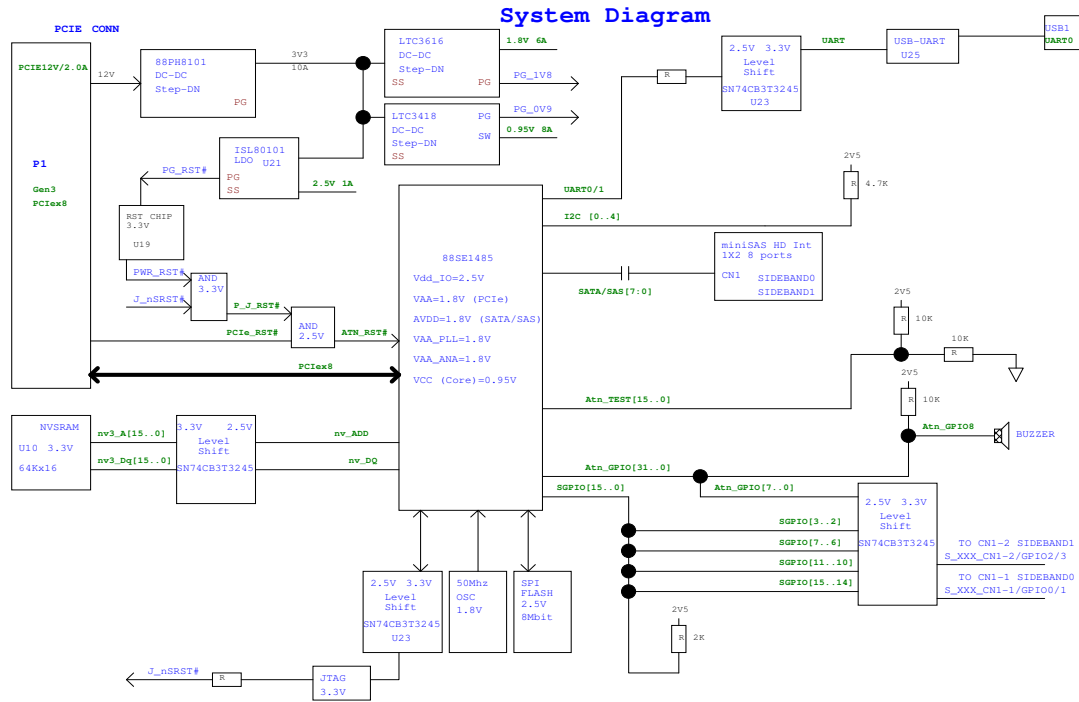 System Diagram
PCIE CONN
PCIE12V/2.0A
12V
P1
Gen3
PCIex8
88PH8101
DC-DC
Step-DN
PG
3V3
10A
LTC3616
DC-DC
Step-DN
SS
PG
1.8V 6A
PG_1V8
LTC3418
DC-DC
Step-DN
SS
PG
SW
PG_0V9
0.95V 8A
ISL80101
LDO U21
PG
SS
2.5V 1A
PG_RST#
RST CHIP
3.3V
U19
PWR_RST#
J_nSRST#
AND
3.3V
P_J_RST#
PCIe_RST#
AND
2.5V
ATN_RST#
PCIex8
R
2.5V 3.3V
Level
Shift
SN74CB3T3245
U23
UART
USB-UART
U25
USB1
UART0
88SE1485
Vdd_IO=2.5V
VAA=1.8V (PCIe)
AVDD=1.8V (SATA/SAS)
VAA_PLL=1.8V
VAA_ANA=1.8V
VCC (Core)=0.95V
UART0/1
I2C [0..4]
2V5
R 4.7K
SATA/SAS[7:0]
miniSAS HD Int
1X2 8 ports
CN1
SIDEBAND0
SIDEBAND1
2V5
R 10K
10K
R
Atn_TEST[15..0]
2V5
R 10K
Atn_GPIO8
BUZZER
NVSRAM
U10 3.3V
64Kx16
nv3_A[15..0]
nv3_Dq[15..0]
3.3V 2.5V
Level
Shift
SN74CB3T3245
nv_ADD
nv_DQ
Atn_GPIO[31..0]
SGPIO[15..0]
Atn_GPIO[7..0]
SGPIO[3..2]
SGPIO[7..6]
SGPIO[11..10]
SGPIO[15..14]
2.5V 3.3V
Level
Shift
SN74CB3T3245
TO CN1-2 SIDEBAND1
S_XXX_CN1-2/GPIO2/3
TO CN1-1 SIDEBAND0
S_XXX_CN1-1/GPIO0/1
2V5
R 2K
2.5V 3.3V
Level
Shift
SN74CB3T3245
U23
50Mhz
OSC
1.8V
SPI
FLASH
2.5V
8Mbit
J_nSRST#
R
JTAG
3.3V